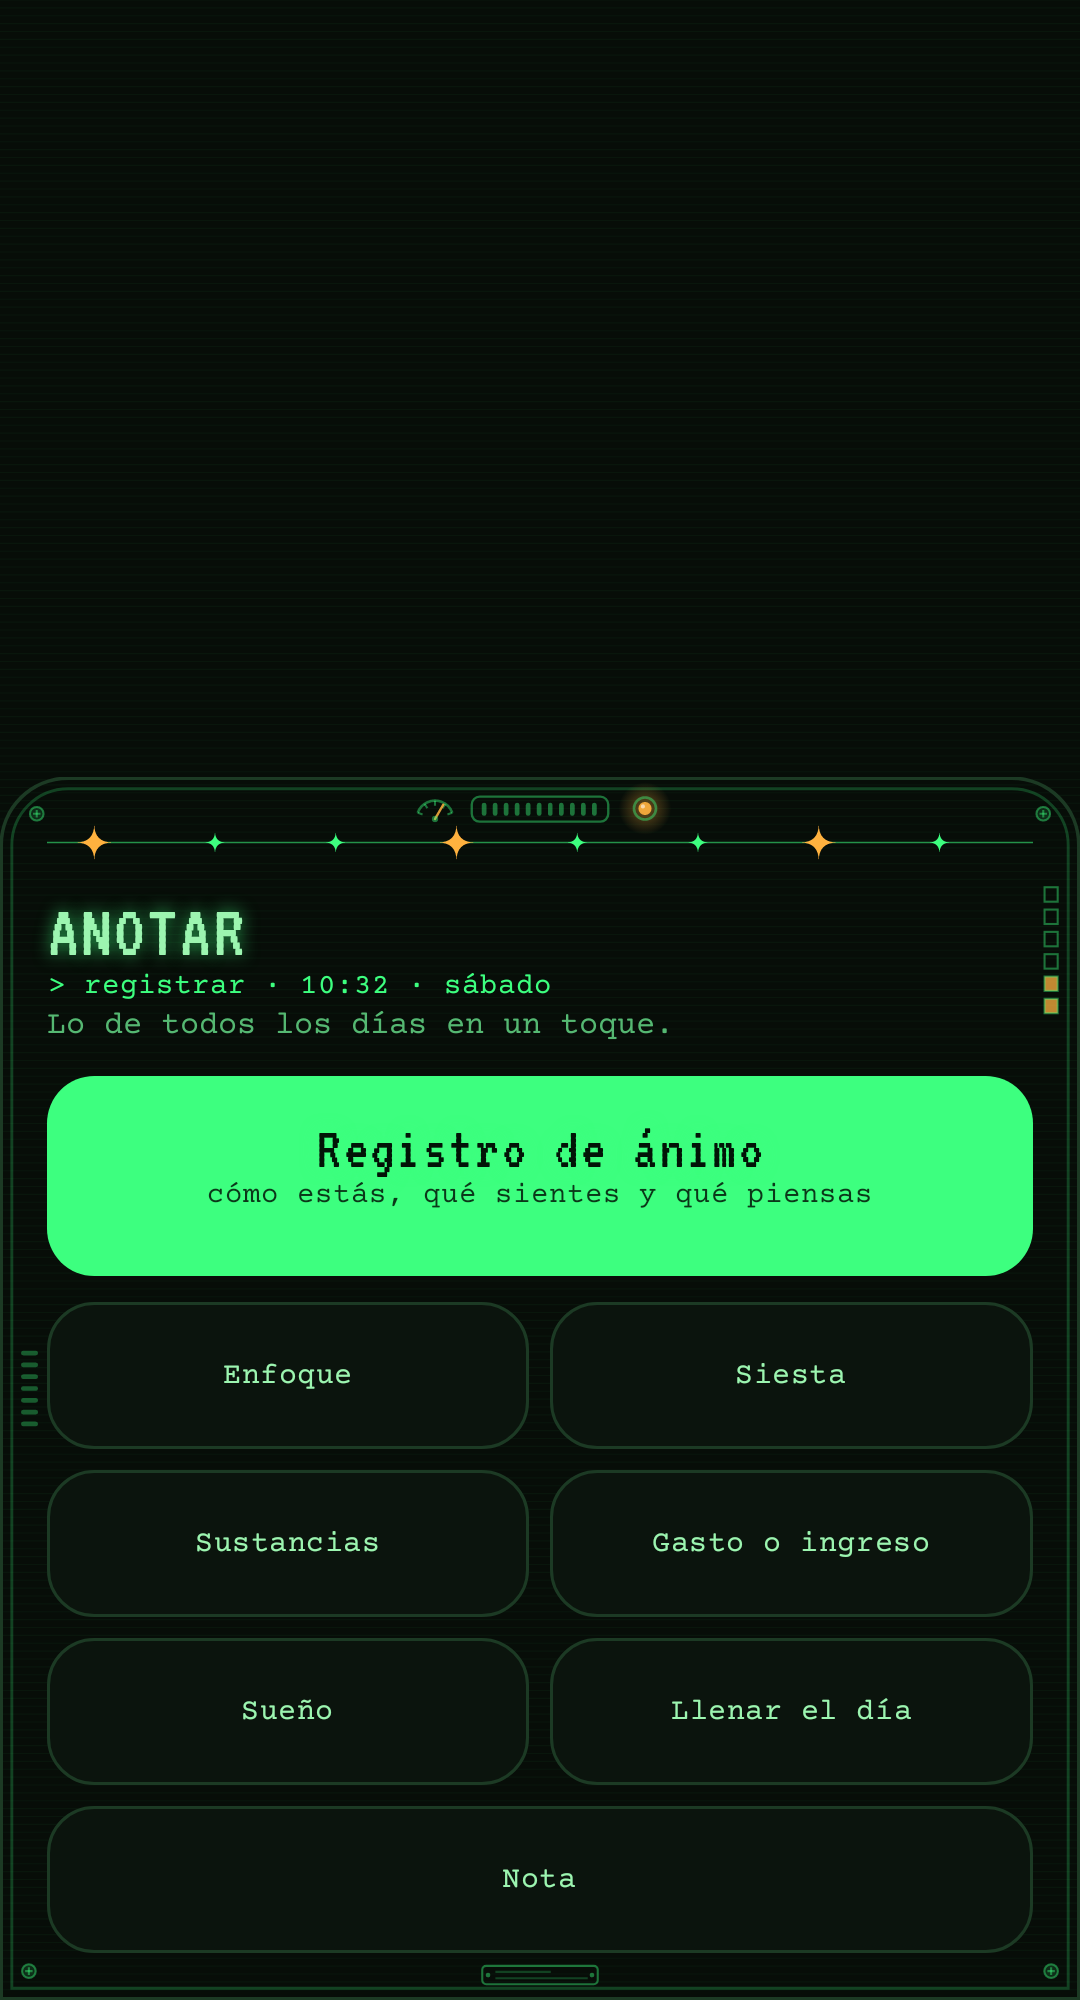 ANOTAR
> registrar · 10:32 · sábado
Lo de todos los días en un toque.
Registro de ánimo
cómo estás, qué sientes y qué piensas
Enfoque
Siesta
Sustancias
Gasto o ingreso
Sueño
Llenar el día
Nota